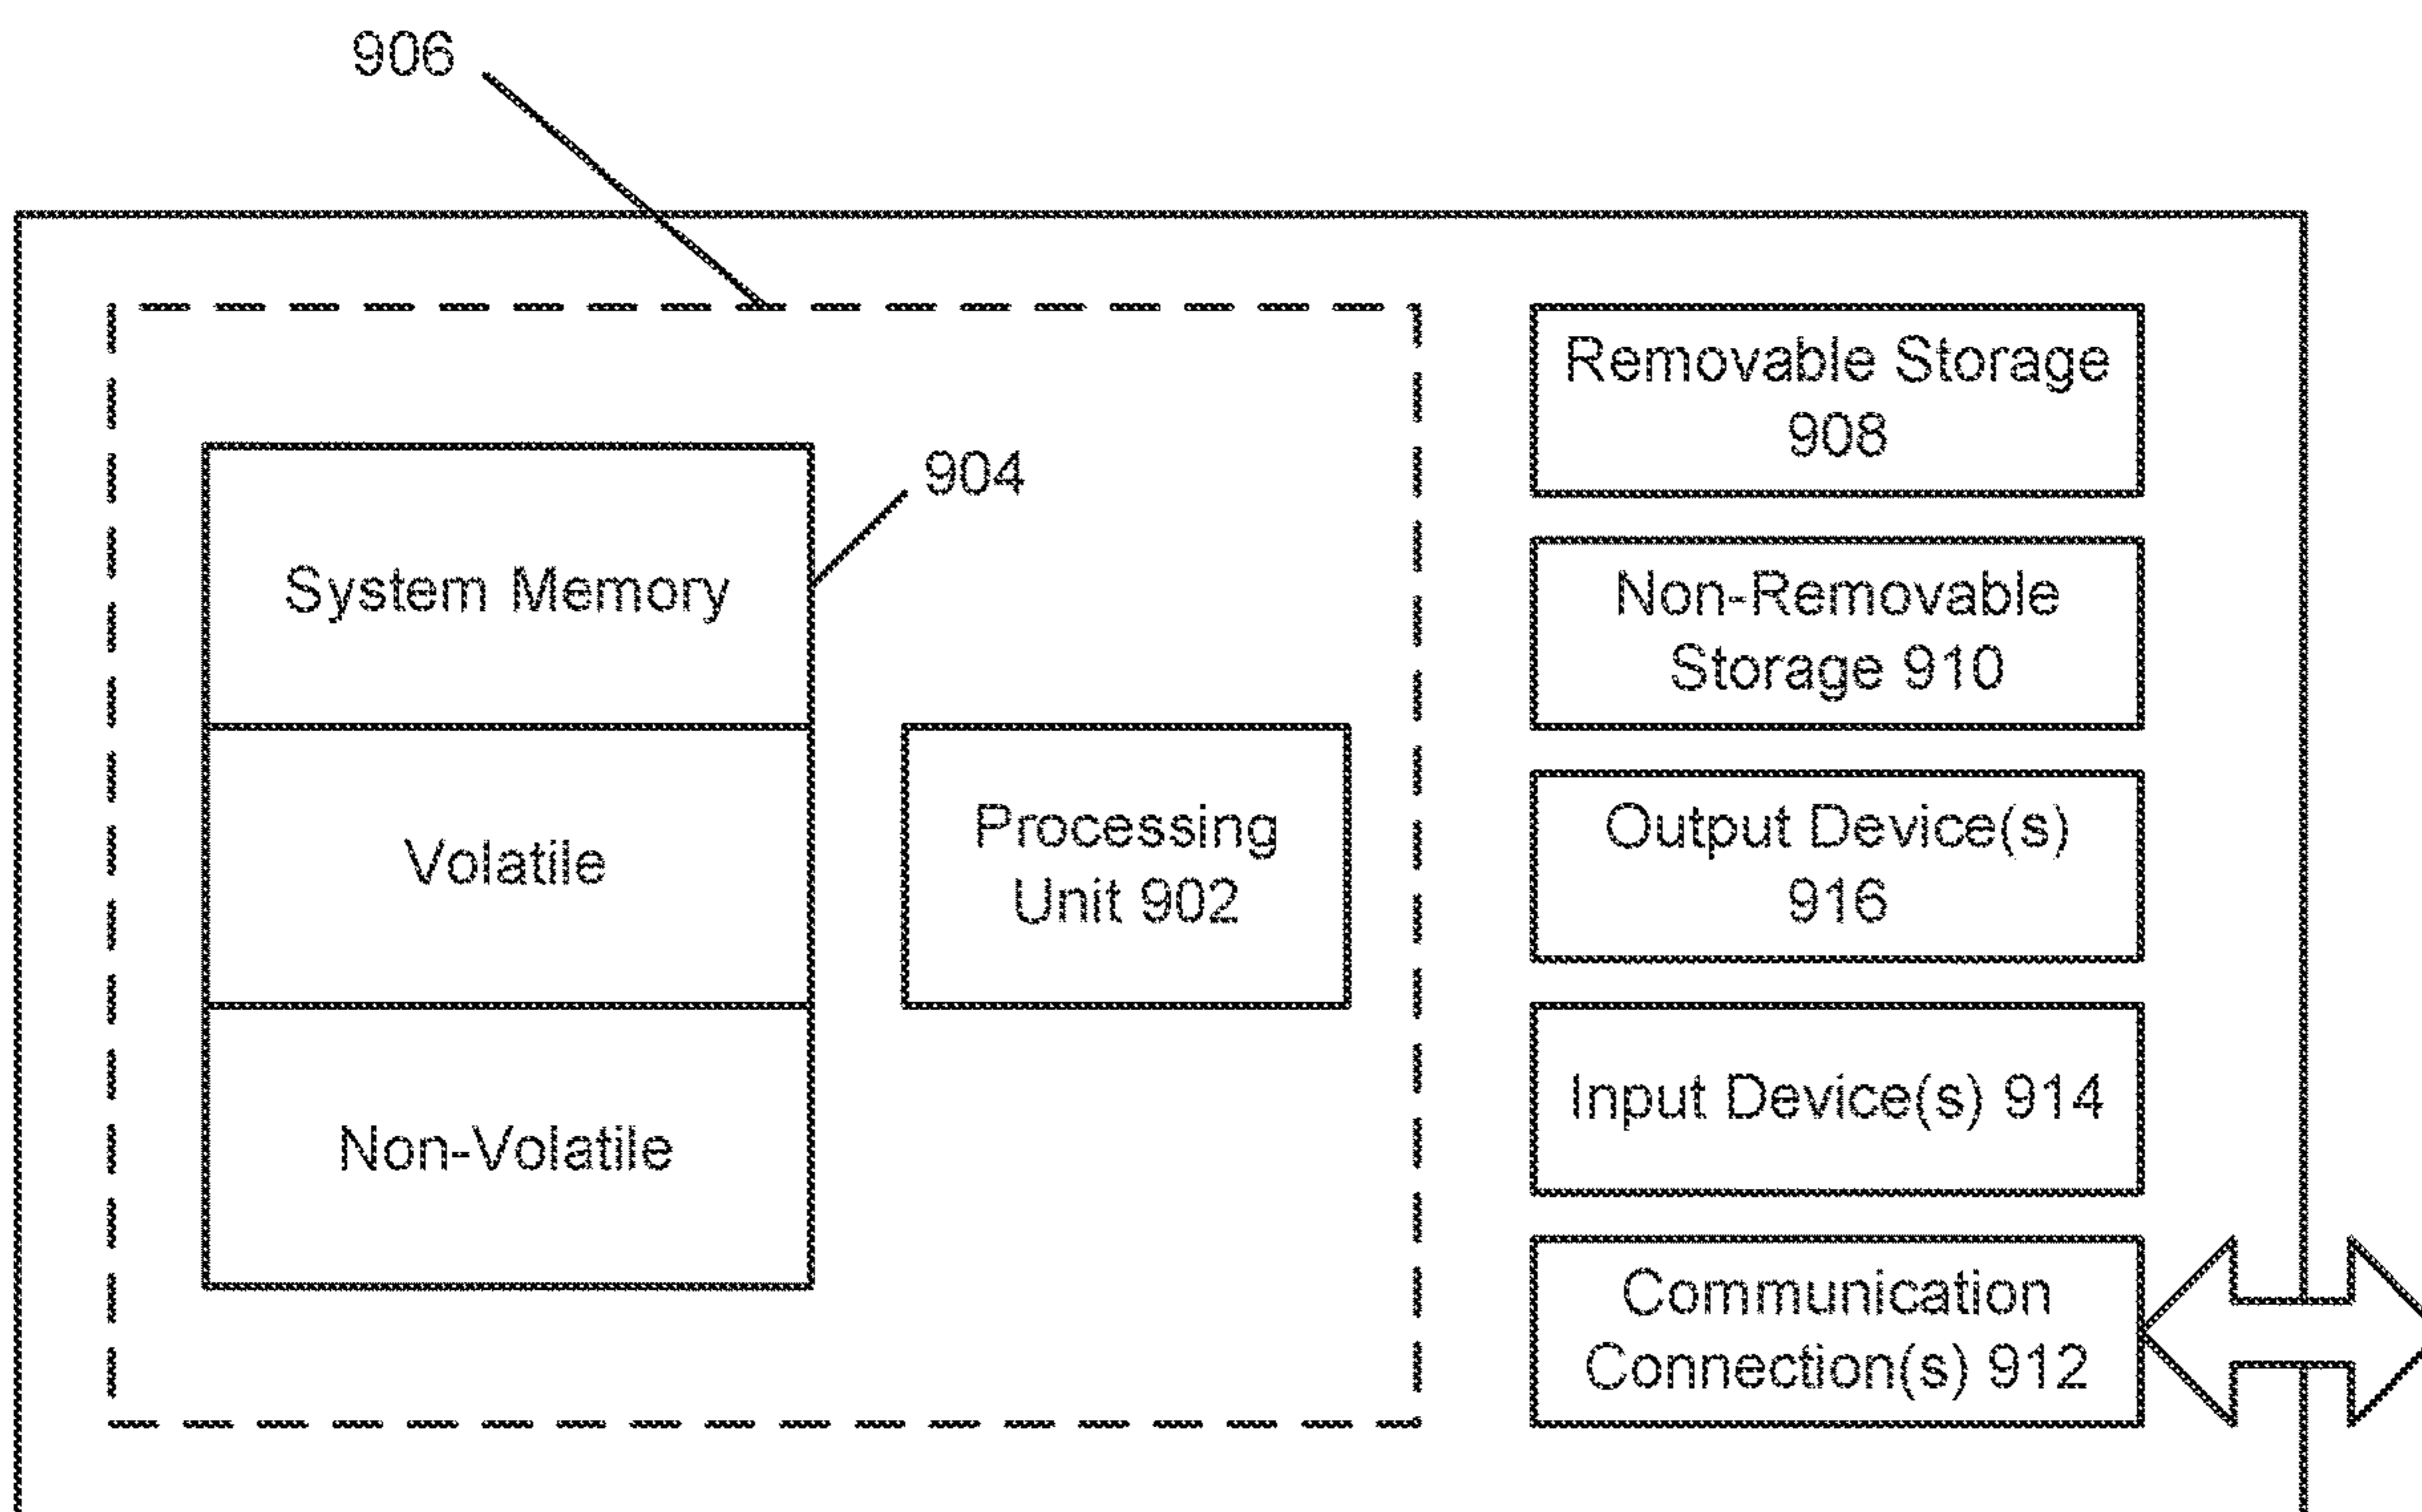 906
904
System Memory
Volatile
Non-Volatile
Processing
Unit 902
Removable Storage
908
Non-Removable
Storage 910
Output Device(s)
916
Input Device(s) 914
Communication
Connection(s) 912